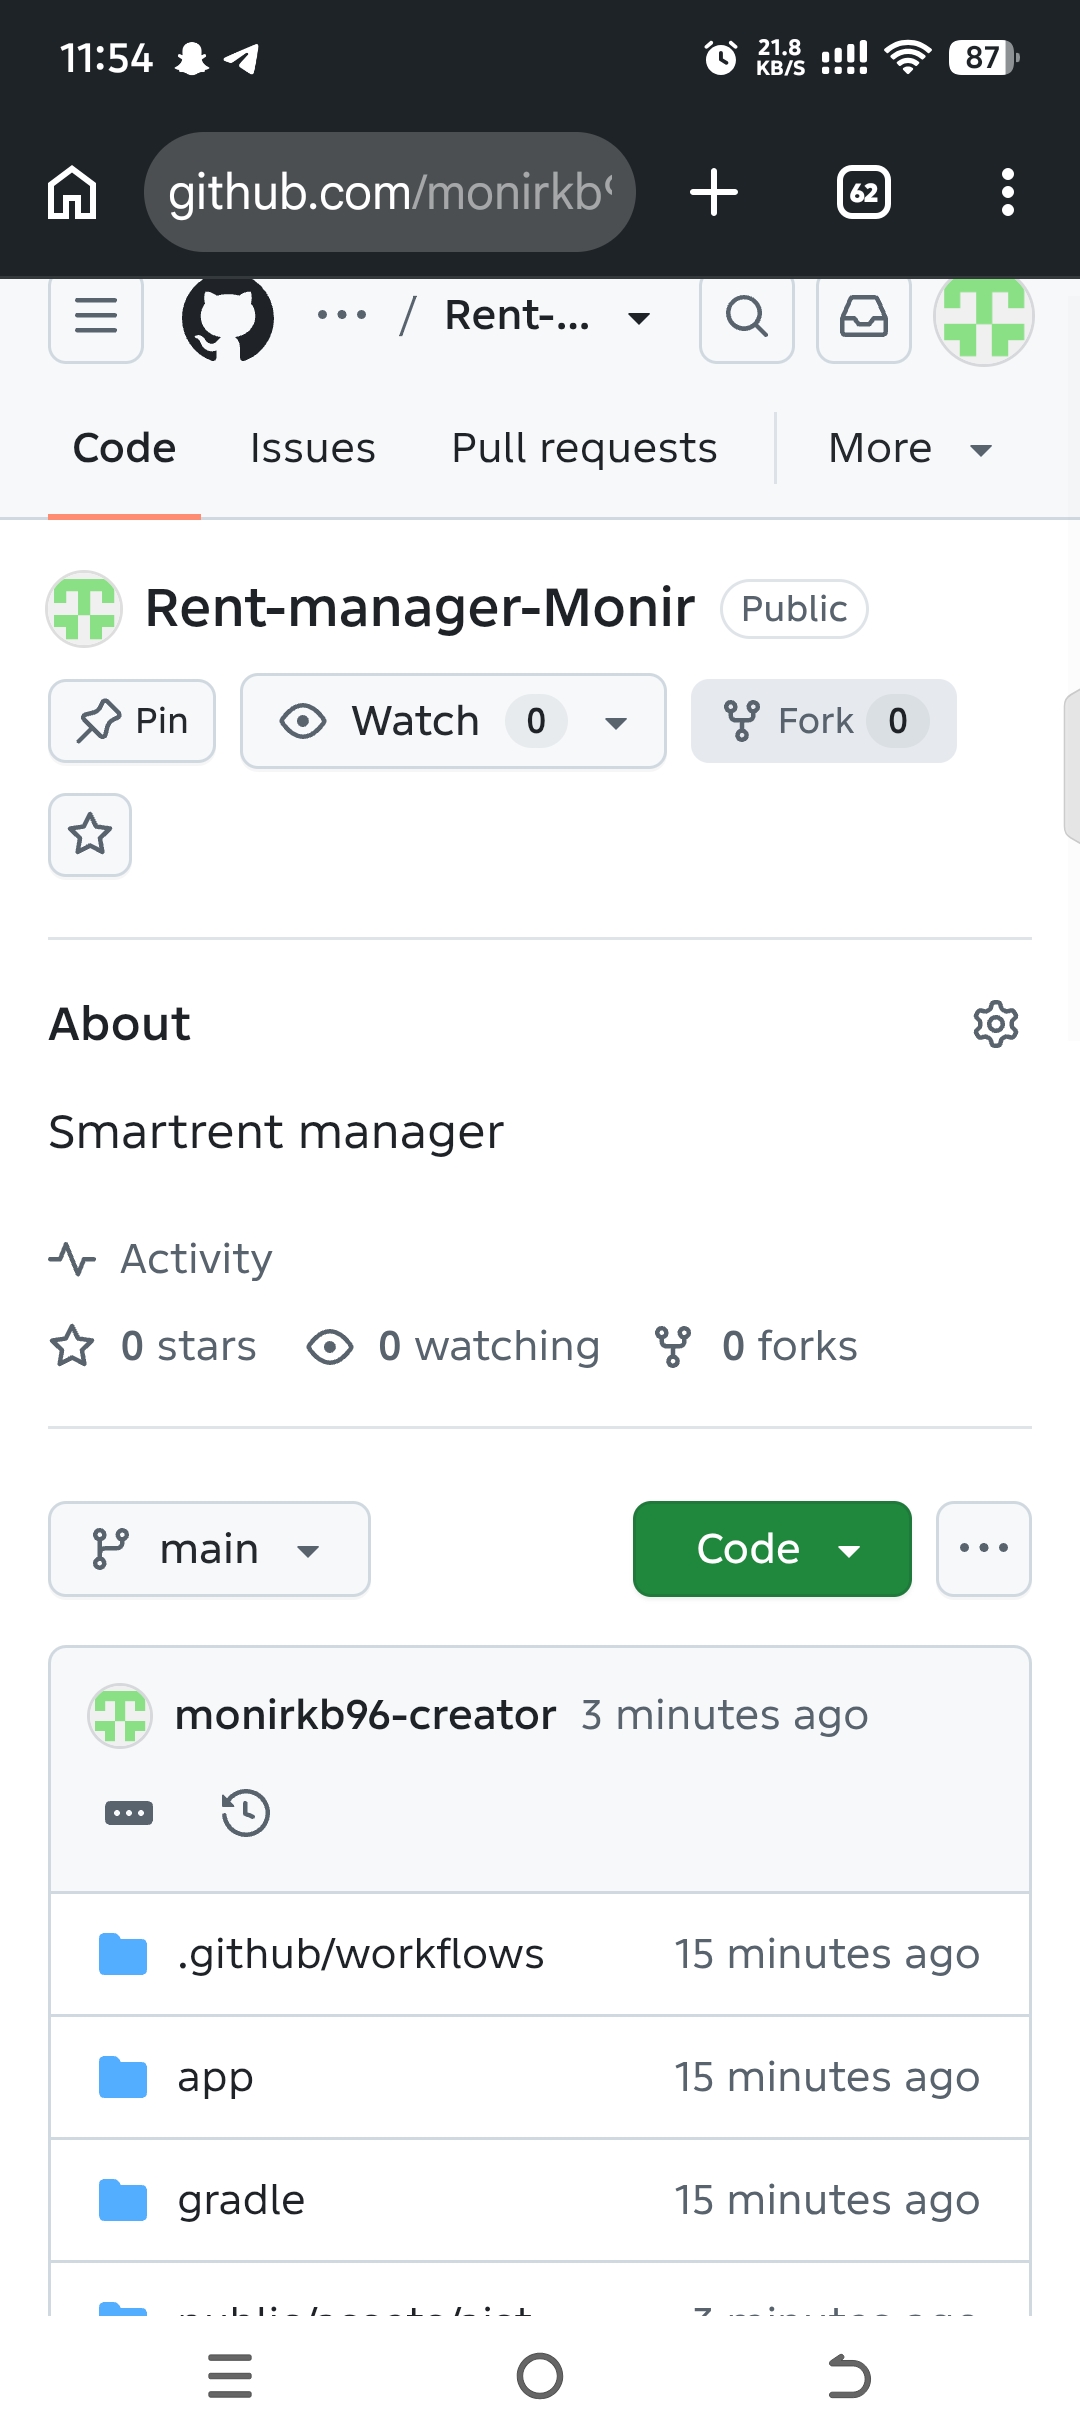 11:54
21.8
KB/S
87
github.com/monirkb
62
/ Rent-...
Code Issues Pull requests More
Rent-manager-Monir Public
Pin Watch 0 Fork 0
About
Smartrent manager
Activity
0 stars 0 watching 0 forks
main Code
monirkb96-creator 3 minutes ago
.github/workflows 15 minutes ago
app 15 minutes ago
gradle 15 minutes ago